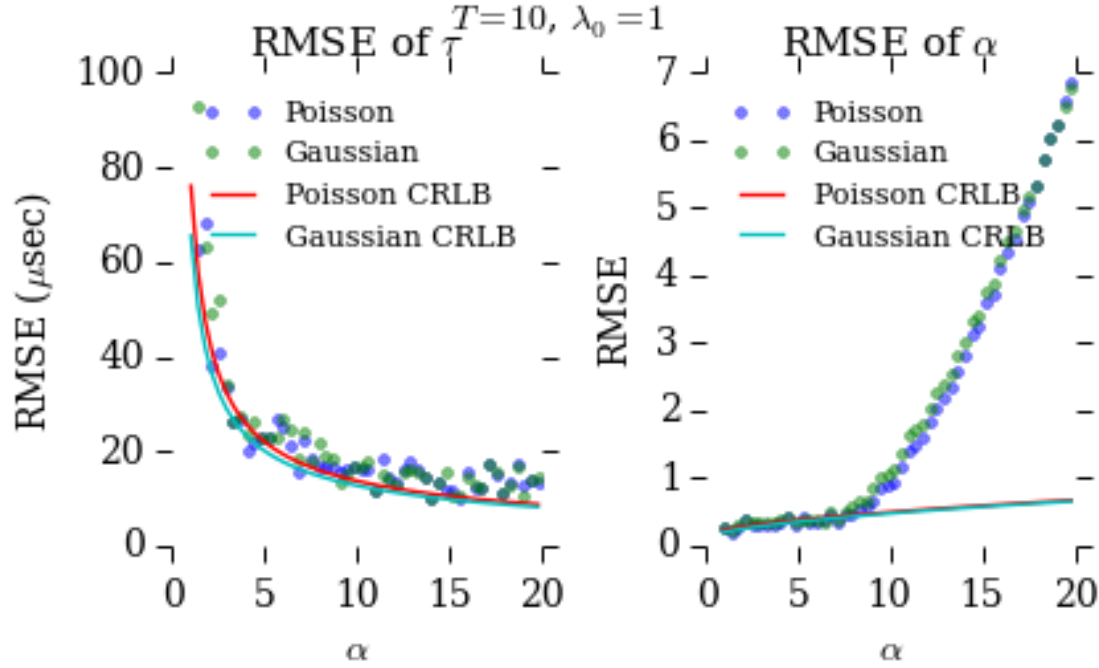 T=10, λ₀=1
RMSE of τ
RMSE (μsec)
100
80
60
40
20
0
Poisson
Gaussian
Poisson CRLB
Gaussian CRLB
0 5 10 15 20
α
RMSE of α
RMSE
7
6
5
4
3
2
1
0
Poisson
Gaussian
Poisson CRLB
Gaussian CRLB
0 5 10 15 20
α